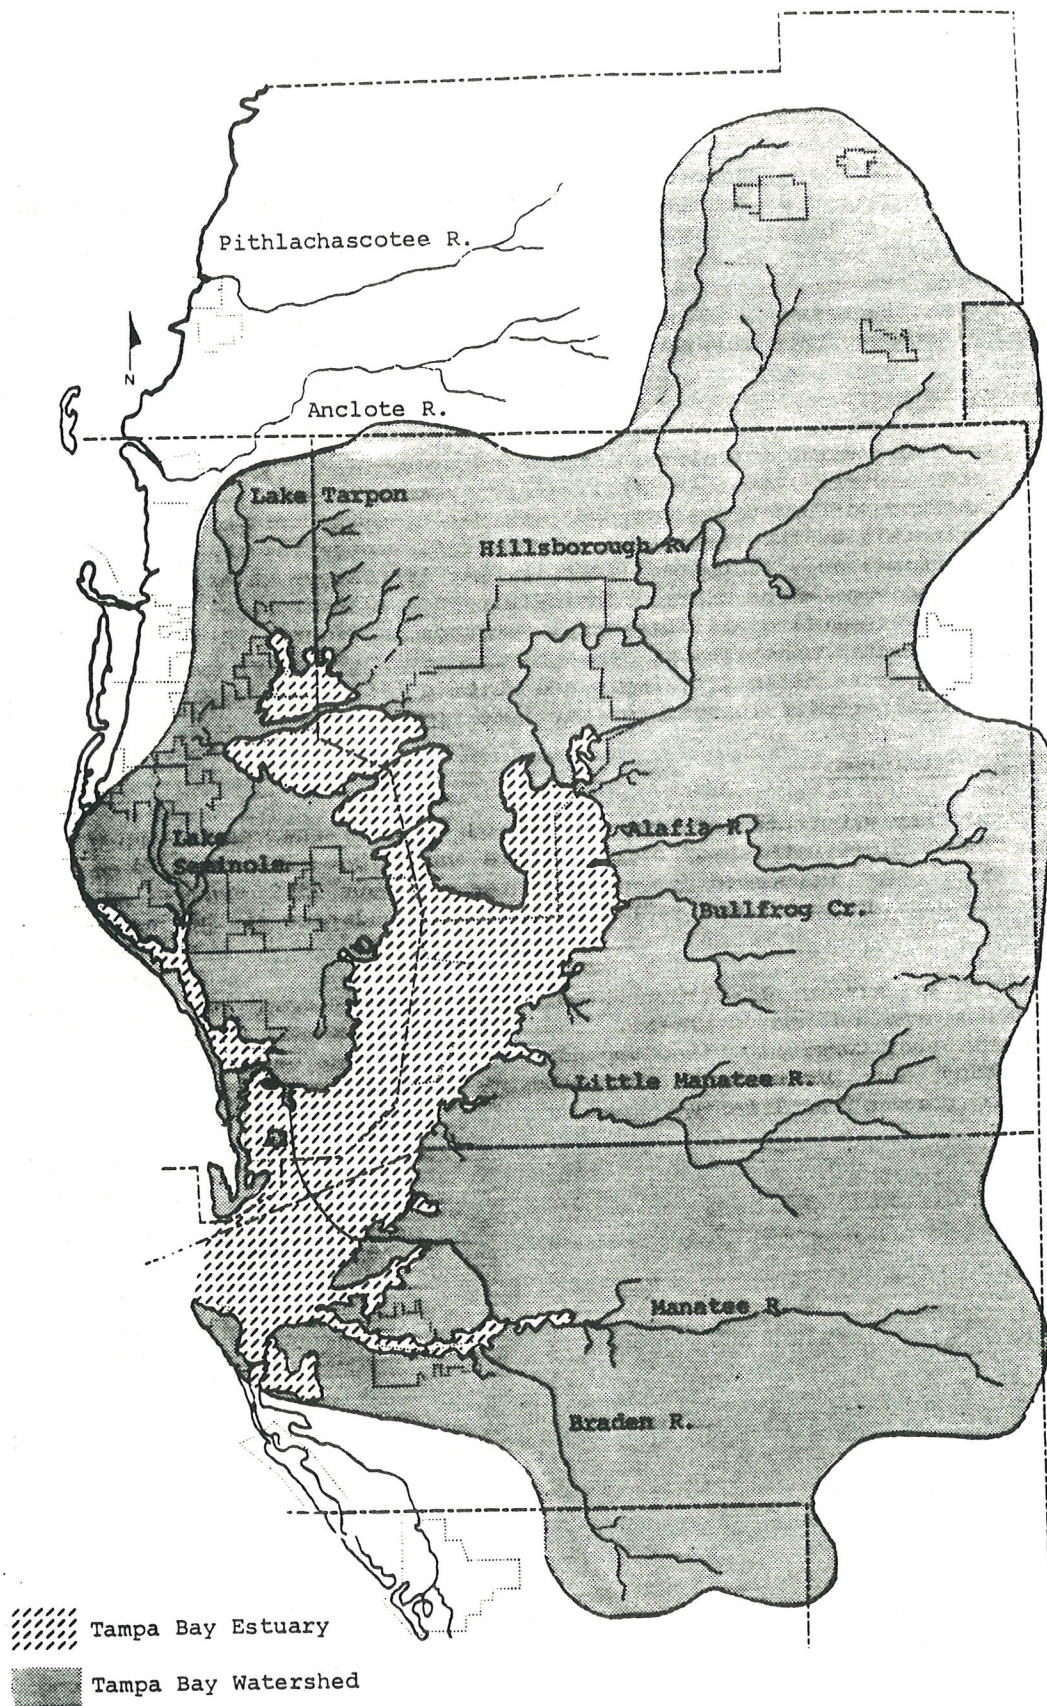 Pithlachascotee R.
N
Anclote R.
Lake Tarpon
Hillsborough R.
Alafia R.
Lake
Seminole
Bullfrog Cr.
Little Manatee R.
Manatee R.
Braden R.
Tampa Bay Estuary
Tampa Bay Watershed